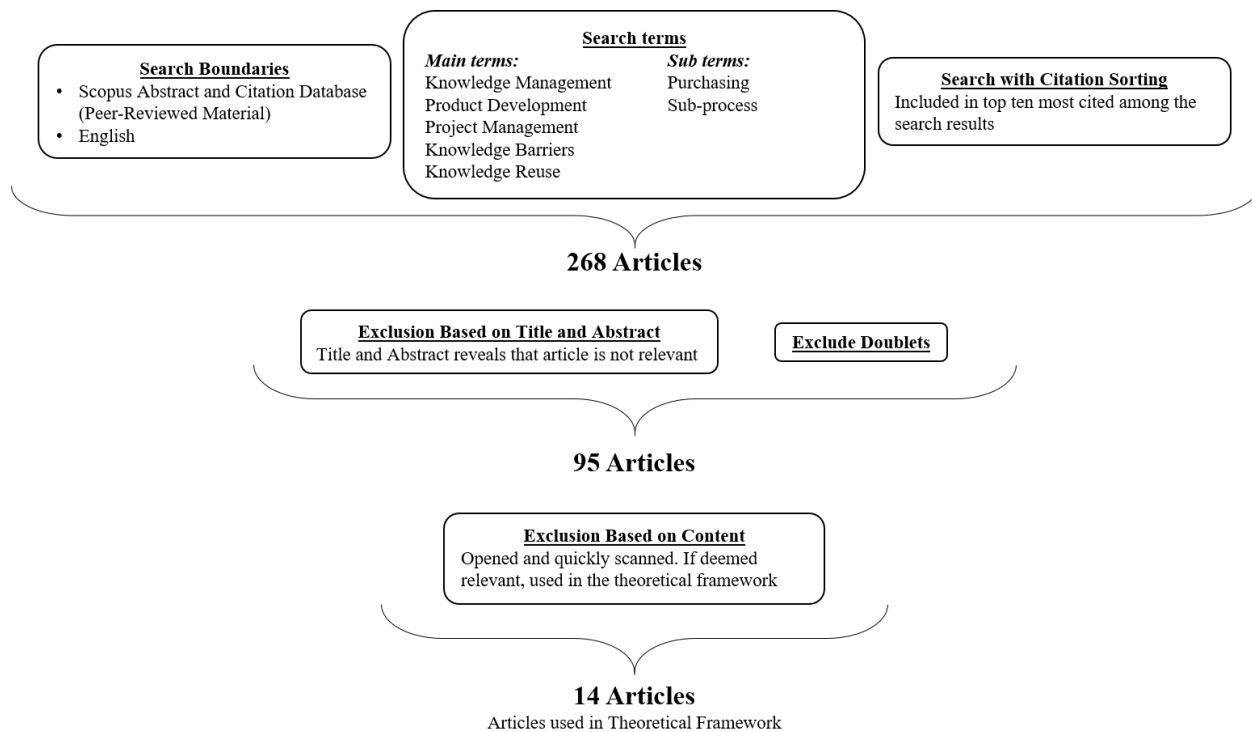 Search Boundaries
• Scopus Abstract and Citation Database
(Peer-Reviewed Material)
• English
Search terms
Main terms:
Knowledge Management
Product Development
Project Management
Knowledge Barriers
Knowledge Reuse
Sub terms:
Purchasing
Sub-process
Search with Citation Sorting
Included in top ten most cited among the
search results
268 Articles
Exclusion Based on Title and Abstract
Title and Abstract reveals that article is not relevant
Exclude Doublets
95 Articles
Exclusion Based on Content
Opened and quickly scanned. If deemed
relevant, used in the theoretical framework
14 Articles
Articles used in Theoretical Framework